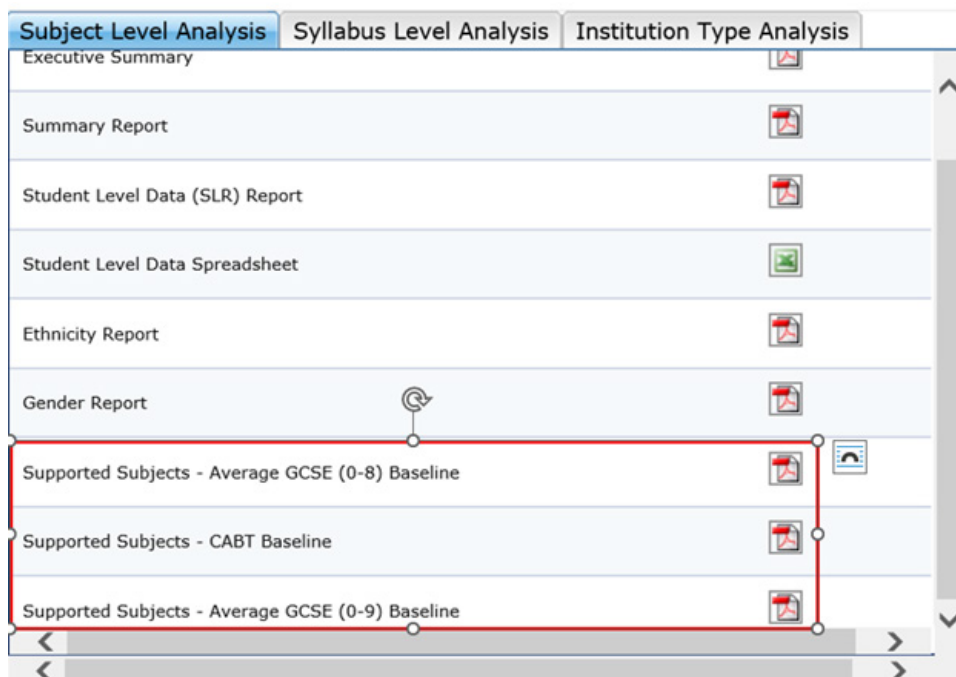 Subject Level Analysis Syllabus Level Analysis Institution Type Analysis
Executive Summary
Summary Report
Student Level Data (SLR) Report
Student Level Data Spreadsheet
Ethnicity Report
Gender Report
Supported Subjects - Average GCSE (0-8) Baseline
Supported Subjects - CABT Baseline
Supported Subjects - Average GCSE (0-9) Baseline